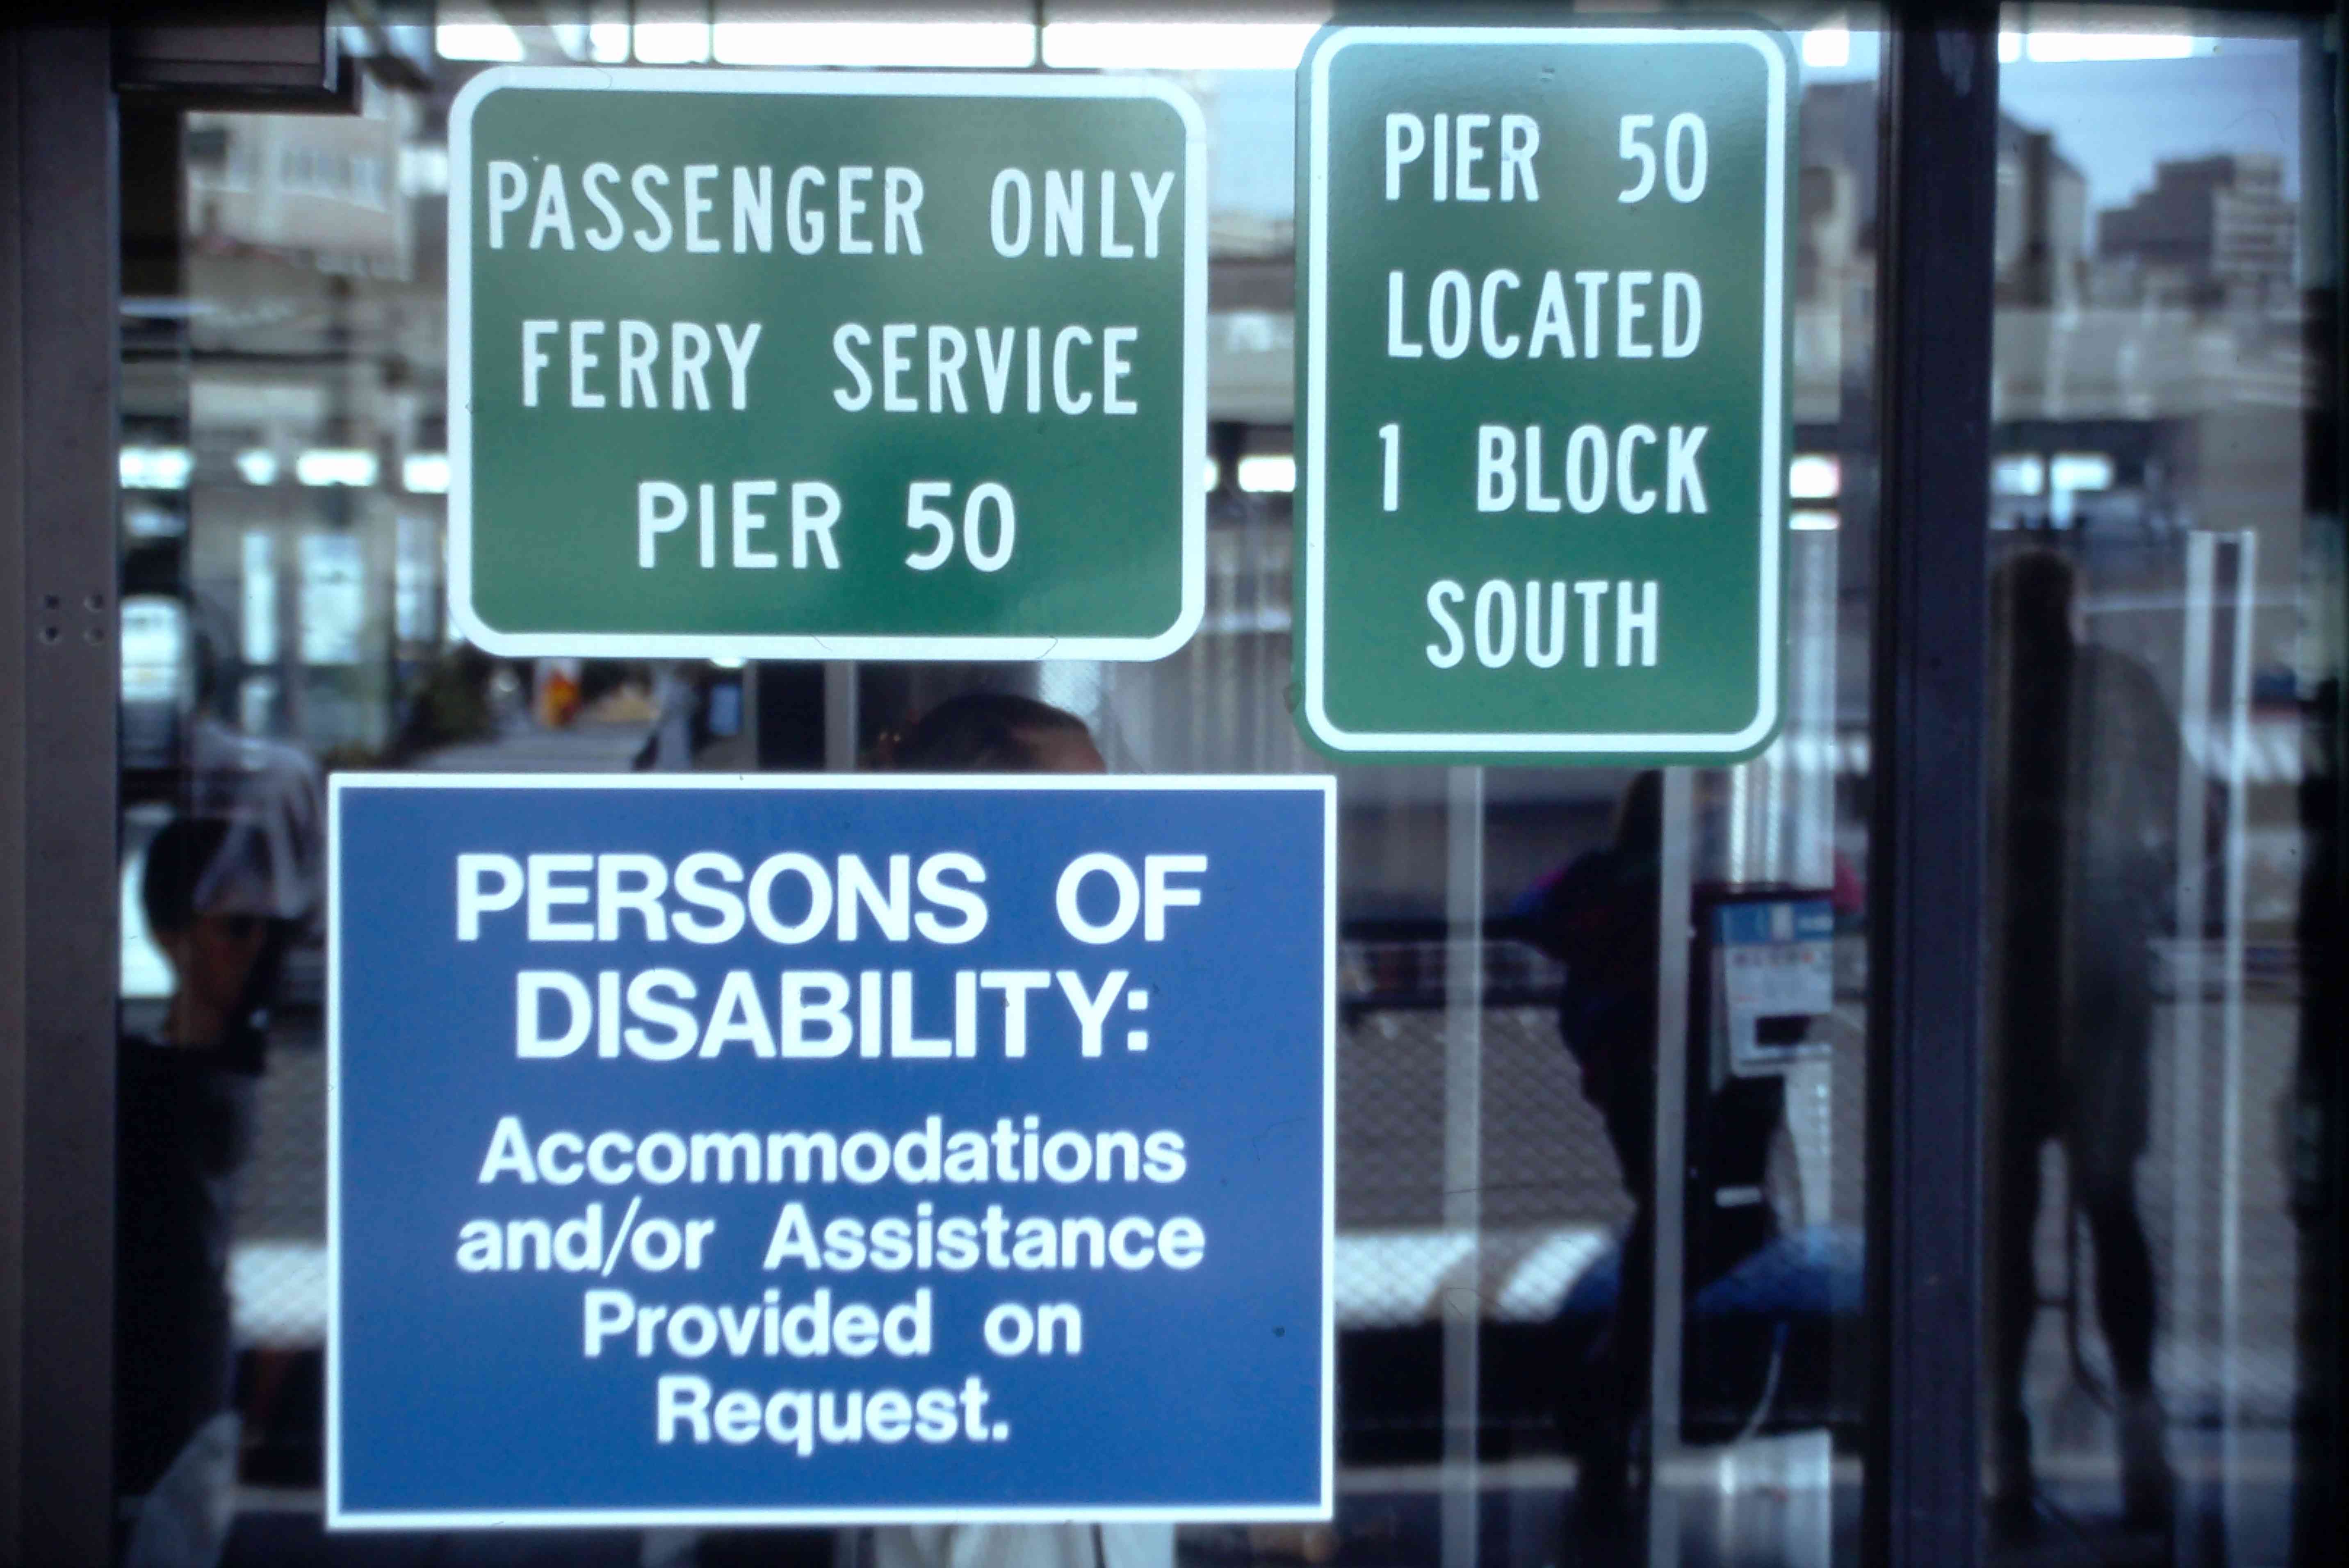 PASSENGER ONLY
FERRY SERVICE
PIER 50
PIER 50
LOCATED
1 BLOCK
SOUTH
PERSONS OF
DISABILITY:
Accommodations
and/or Assistance
Provided on
Request.